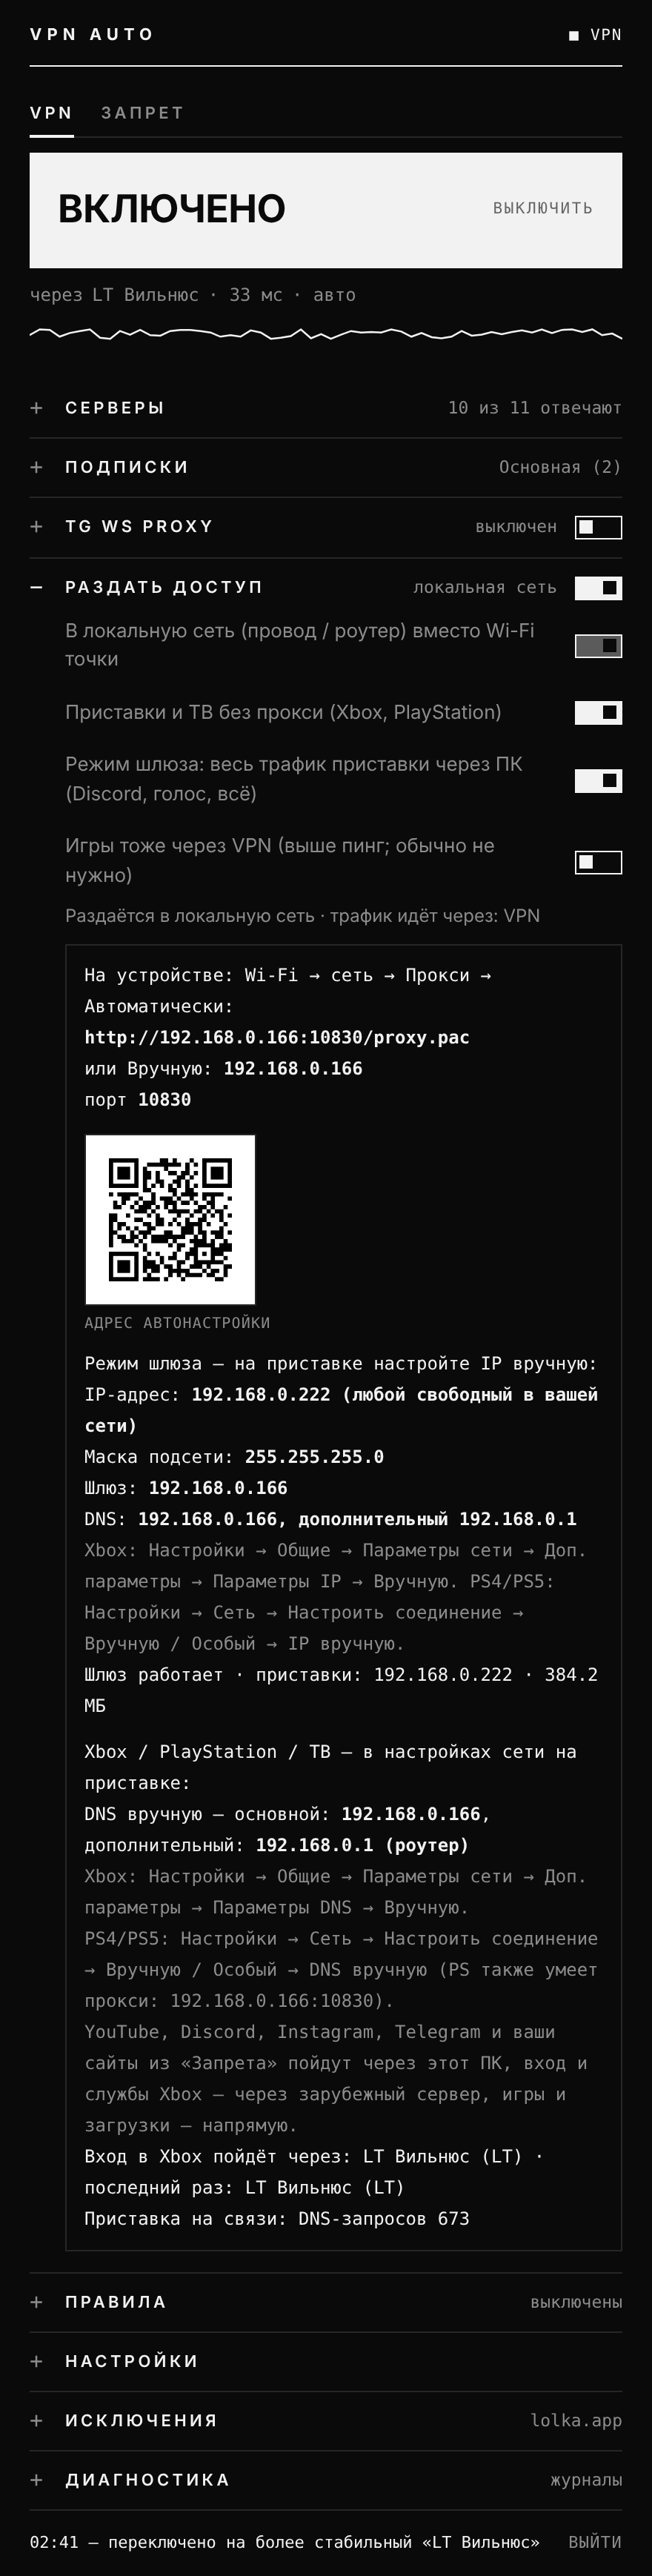 VPN AUTO
■ VPN
VPN ЗАПРЕТ
ВКЛЮЧЕНО
ВЫКЛЮЧИТЬ
через LT Вильнюс · 33 мс · авто
+ СЕРВЕРЫ 10 из 11 отвечают
+ ПОДПИСКИ Основная (2)
+ TG WS PROXY выключен
− РАЗДАТЬ ДОСТУП локальная сеть
В локальную сеть (провод / роутер) вместо Wi-Fi
точки
Приставки и ТВ без прокси (Xbox, PlayStation)
Режим шлюза: весь трафик приставки через ПК
(Discord, голос, всё)
Игры тоже через VPN (выше пинг; обычно не
нужно)
Раздаётся в локальную сеть · трафик идёт через: VPN
На устройстве: Wi-Fi → сеть → Прокси →
Автоматически:
http://192.168.0.166:10830/proxy.pac
или Вручную: 192.168.0.166
порт 10830
АДРЕС АВТОНАСТРОЙКИ
Режим шлюза — на приставке настройте IP вручную:
IP-адрес: 192.168.0.222 (любой свободный в вашей
сети)
Маска подсети: 255.255.255.0
Шлюз: 192.168.0.166
DNS: 192.168.0.166, дополнительный 192.168.0.1
Xbox: Настройки → Общие → Параметры сети → Доп.
параметры → Параметры IP → Вручную. PS4/PS5:
Настройки → Сеть → Настроить соединение →
Вручную / Особый → IP вручную.
Шлюз работает · приставки: 192.168.0.222 · 384.2
МБ
Xbox / PlayStation / ТВ — в настройках сети на
приставке:
DNS вручную — основной: 192.168.0.166,
дополнительный: 192.168.0.1 (роутер)
Xbox: Настройки → Общие → Параметры сети → Доп.
параметры → Параметры DNS → Вручную.
PS4/PS5: Настройки → Сеть → Настроить соединение
→ Вручную / Особый → DNS вручную (PS также умеет
прокси: 192.168.0.166:10830).
YouTube, Discord, Instagram, Telegram и ваши
сайты из «Запрета» пойдут через этот ПК, вход и
службы Xbox — через зарубежный сервер, игры и
загрузки — напрямую.
Вход в Xbox пойдёт через: LT Вильнюс (LT) ·
последний раз: LT Вильнюс (LT)
Приставка на связи: DNS-запросов 673
+ ПРАВИЛА выключены
+ НАСТРОЙКИ
+ ИСКЛЮЧЕНИЯ lolka.app
+ ДИАГНОСТИКА журналы
02:41 — переключено на более стабильный «LT Вильнюс» ВЫЙТИ